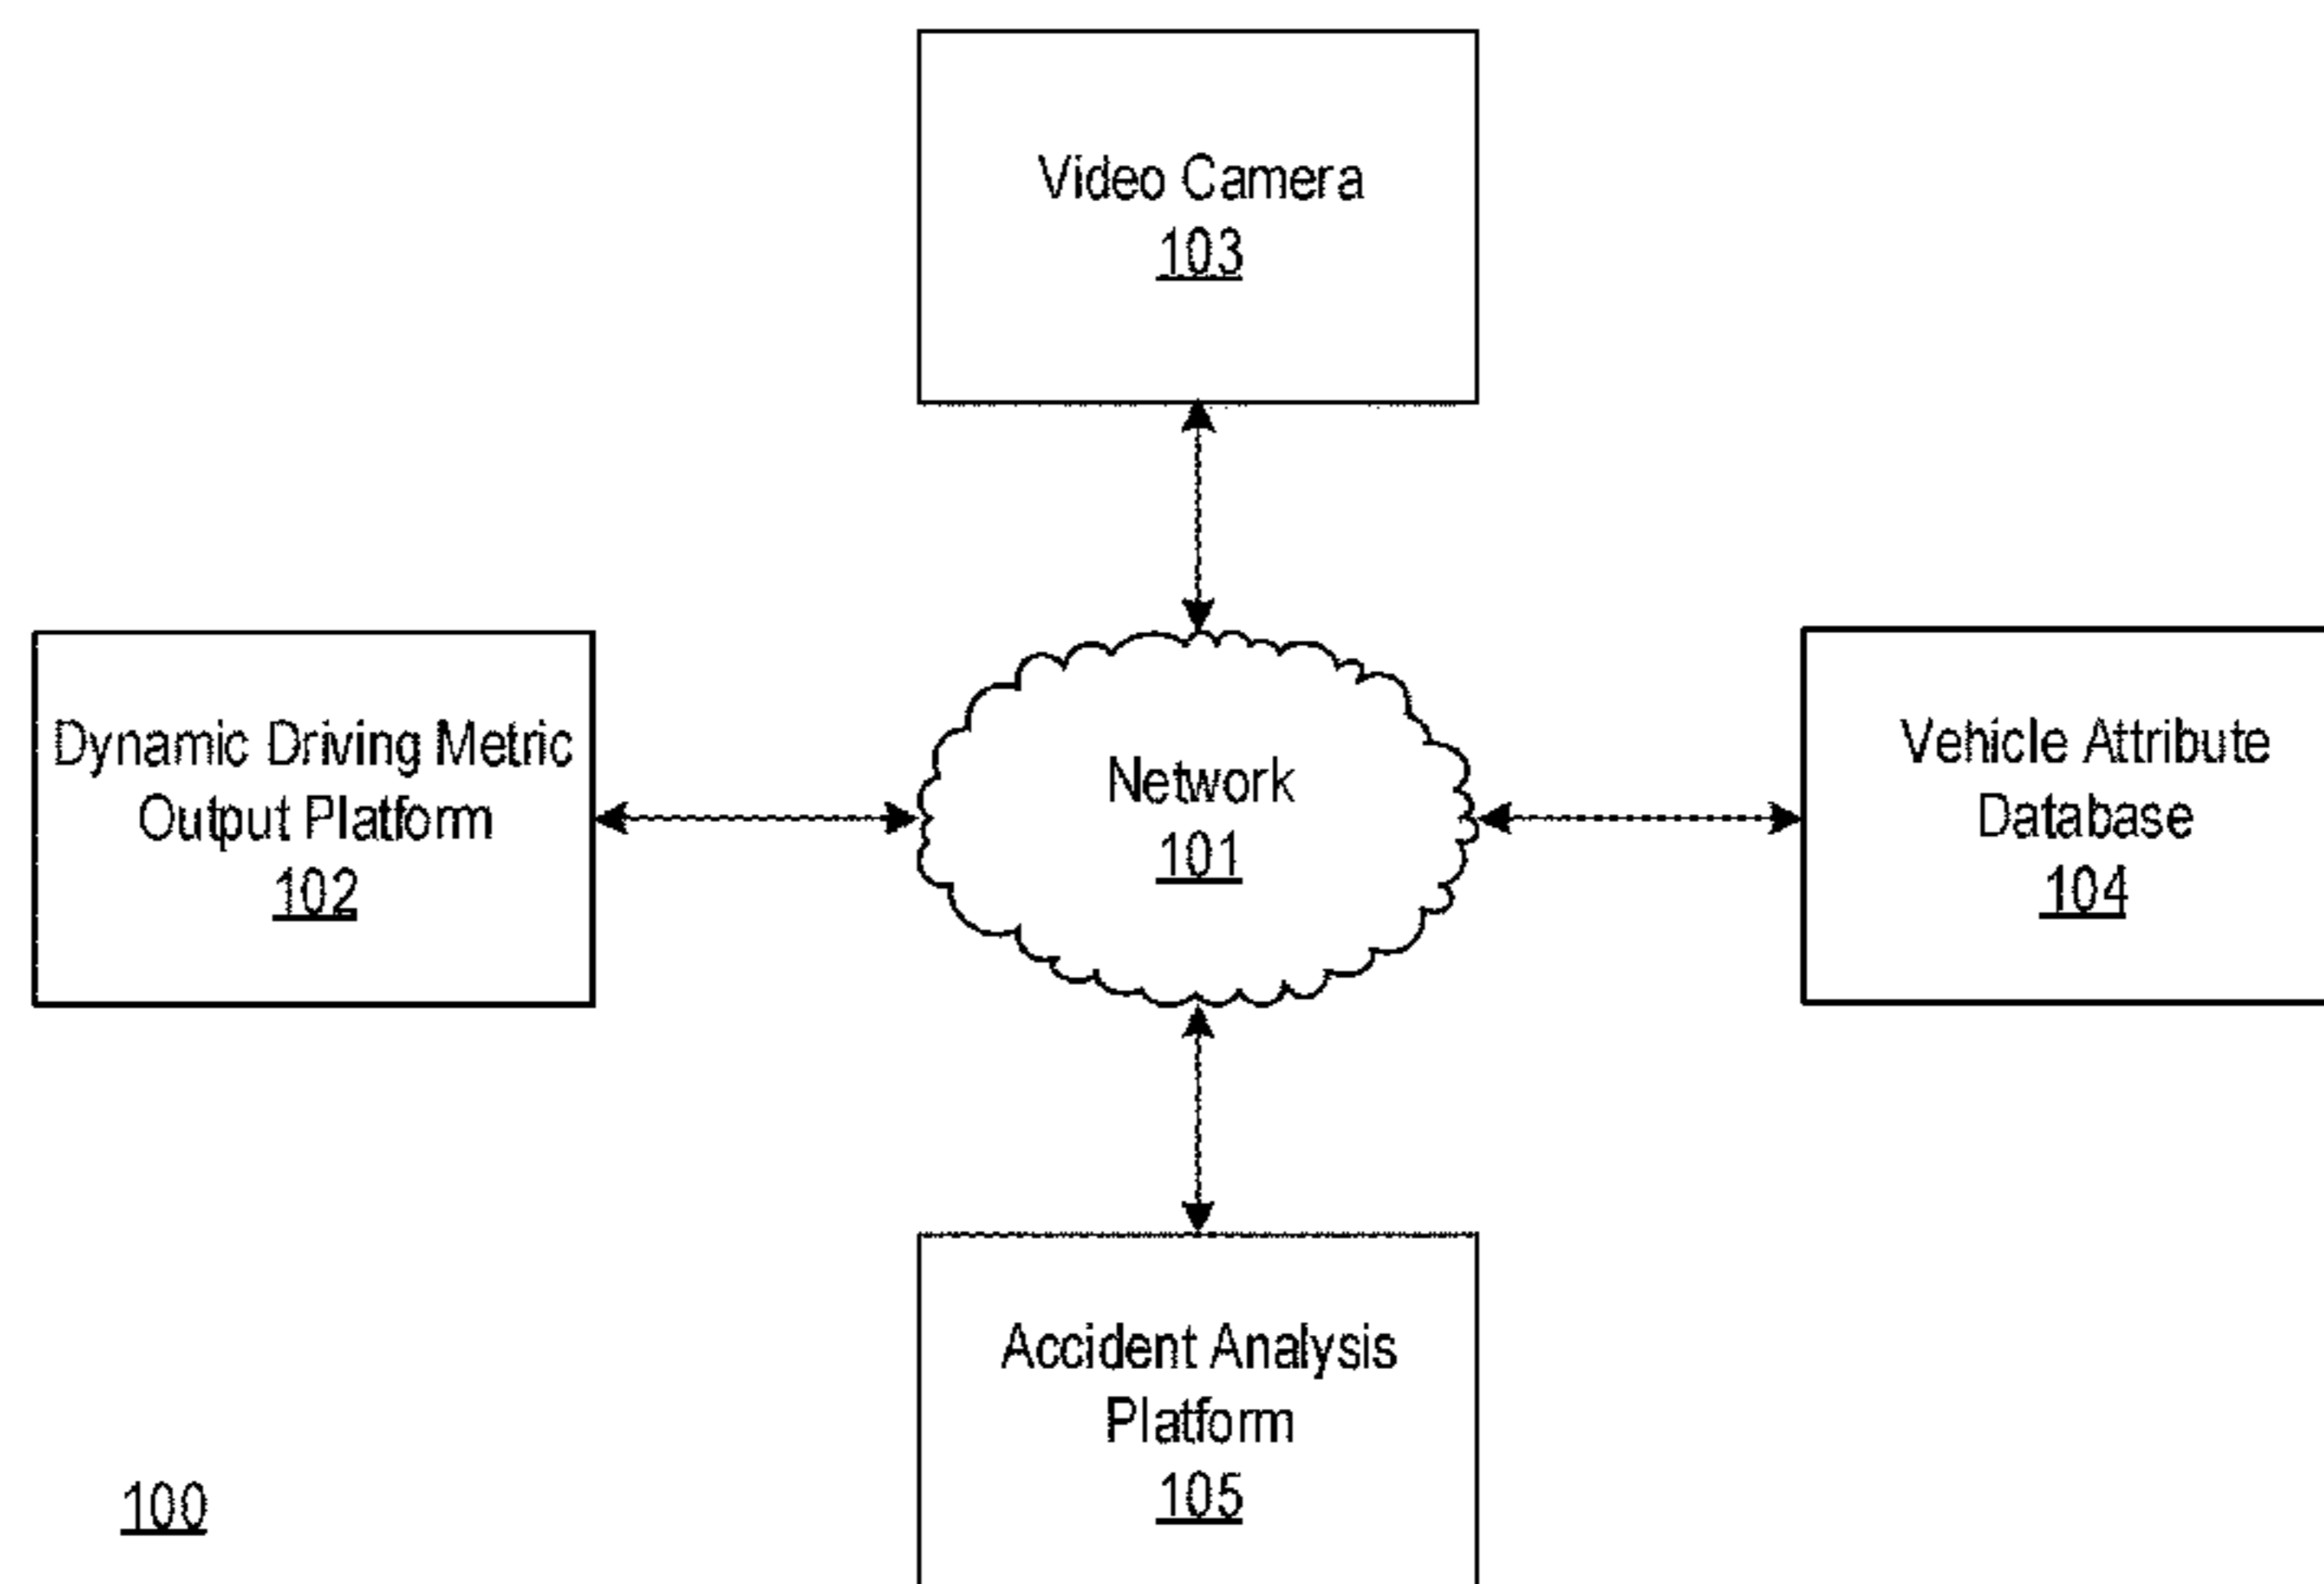 Video Camera
103
Dynamic Driving Metric
Output Platform
102
Network
101
Vehicle Attribute
Database
104
Accident Analysis
Platform
105
100